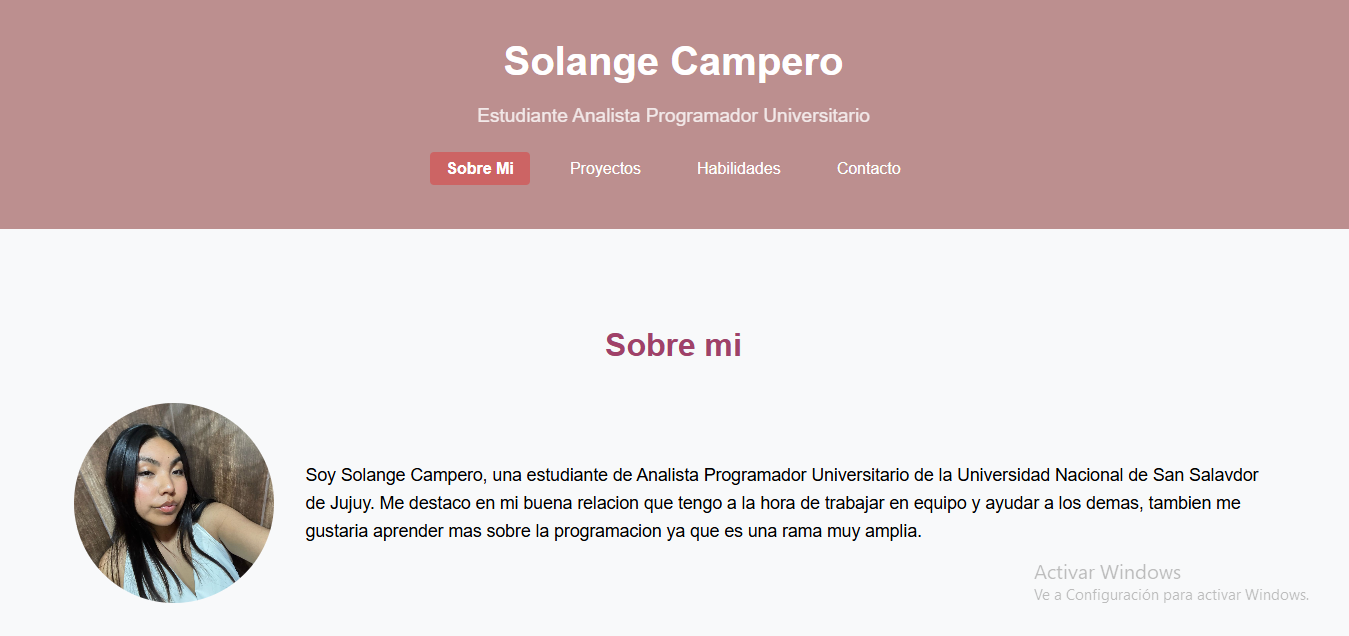 Solange Campero
Estudiante Analista Programador Universitario
Sobre Mi Proyectos Habilidades Contacto
Sobre mi
Soy Solange Campero, una estudiante de Analista Programador Universitario de la Universidad Nacional de San Salavdor
de Jujuy. Me destaco en mi buena relacion que tengo a la hora de trabajar en equipo y ayudar a los demas, tambien me
gustaria aprender mas sobre la programacion ya que es una rama muy amplia.
Activar Windows
Ve a Configuración para activar Windows.